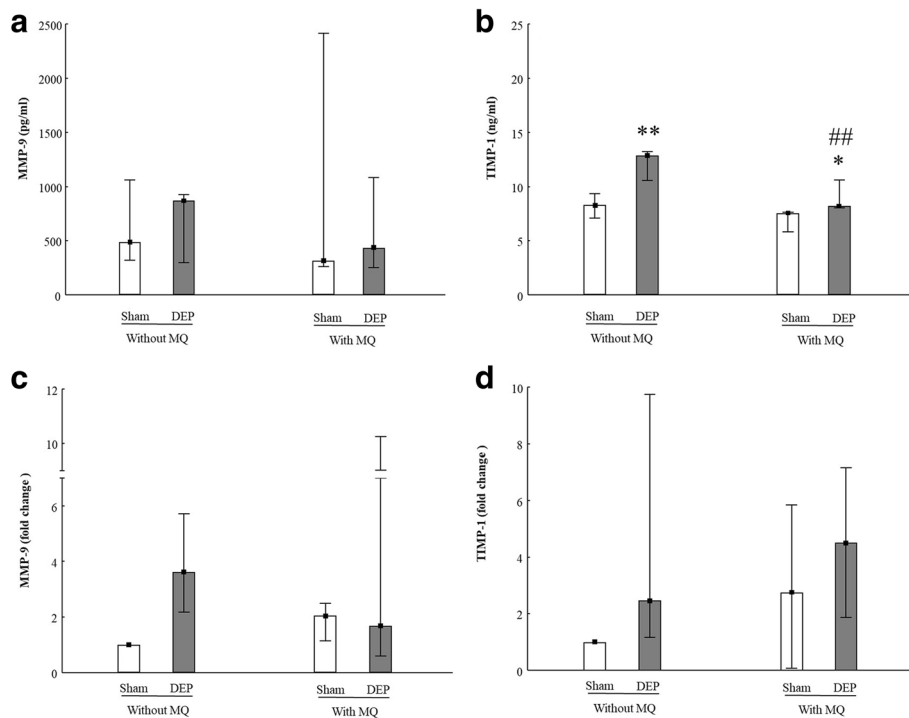 a
MMP-9 (pg/ml)
2500
2000
1500
1000
500
0
Sham DEP
Without MQ
Sham DEP
With MQ
b
TIMP-1 (ng/ml)
25
20
15
10
5
0
**
##
*
Sham DEP
Without MQ
Sham DEP
With MQ
c
MMP-9 (fold change )
12
10
6
4
2
0
Sham DEP
Without MQ
Sham DEP
With MQ
d
TIMP-1 (fold change )
10
8
6
4
2
0
Sham DEP
Without MQ
Sham DEP
With MQ